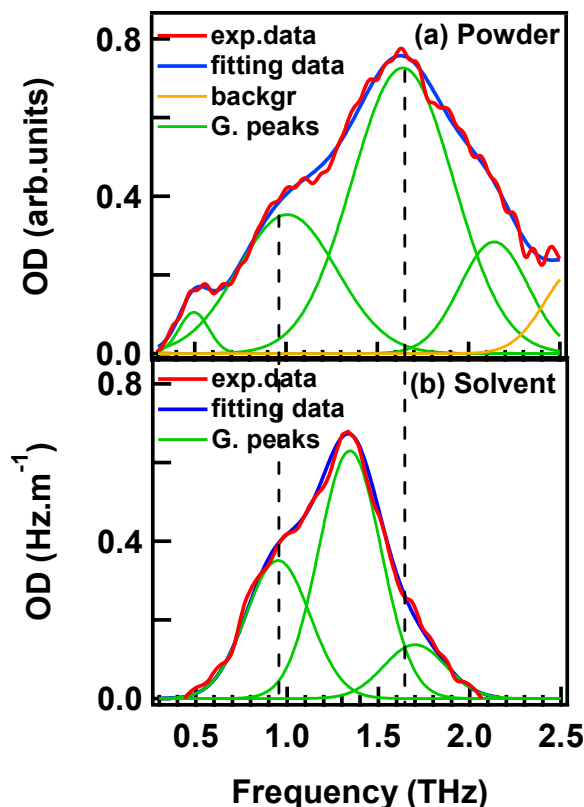 0.8
exp.data
(a) Powder
fitting data
backgr
G. peaks
0.4
OD (arb.units)
0.0
0.8
exp.data
(b) Solvent
fitting data
G. peaks
0.4
OD (Hz.m⁻¹)
0.0
0.5 1.0 1.5 2.0 2.5
Frequency (THz)